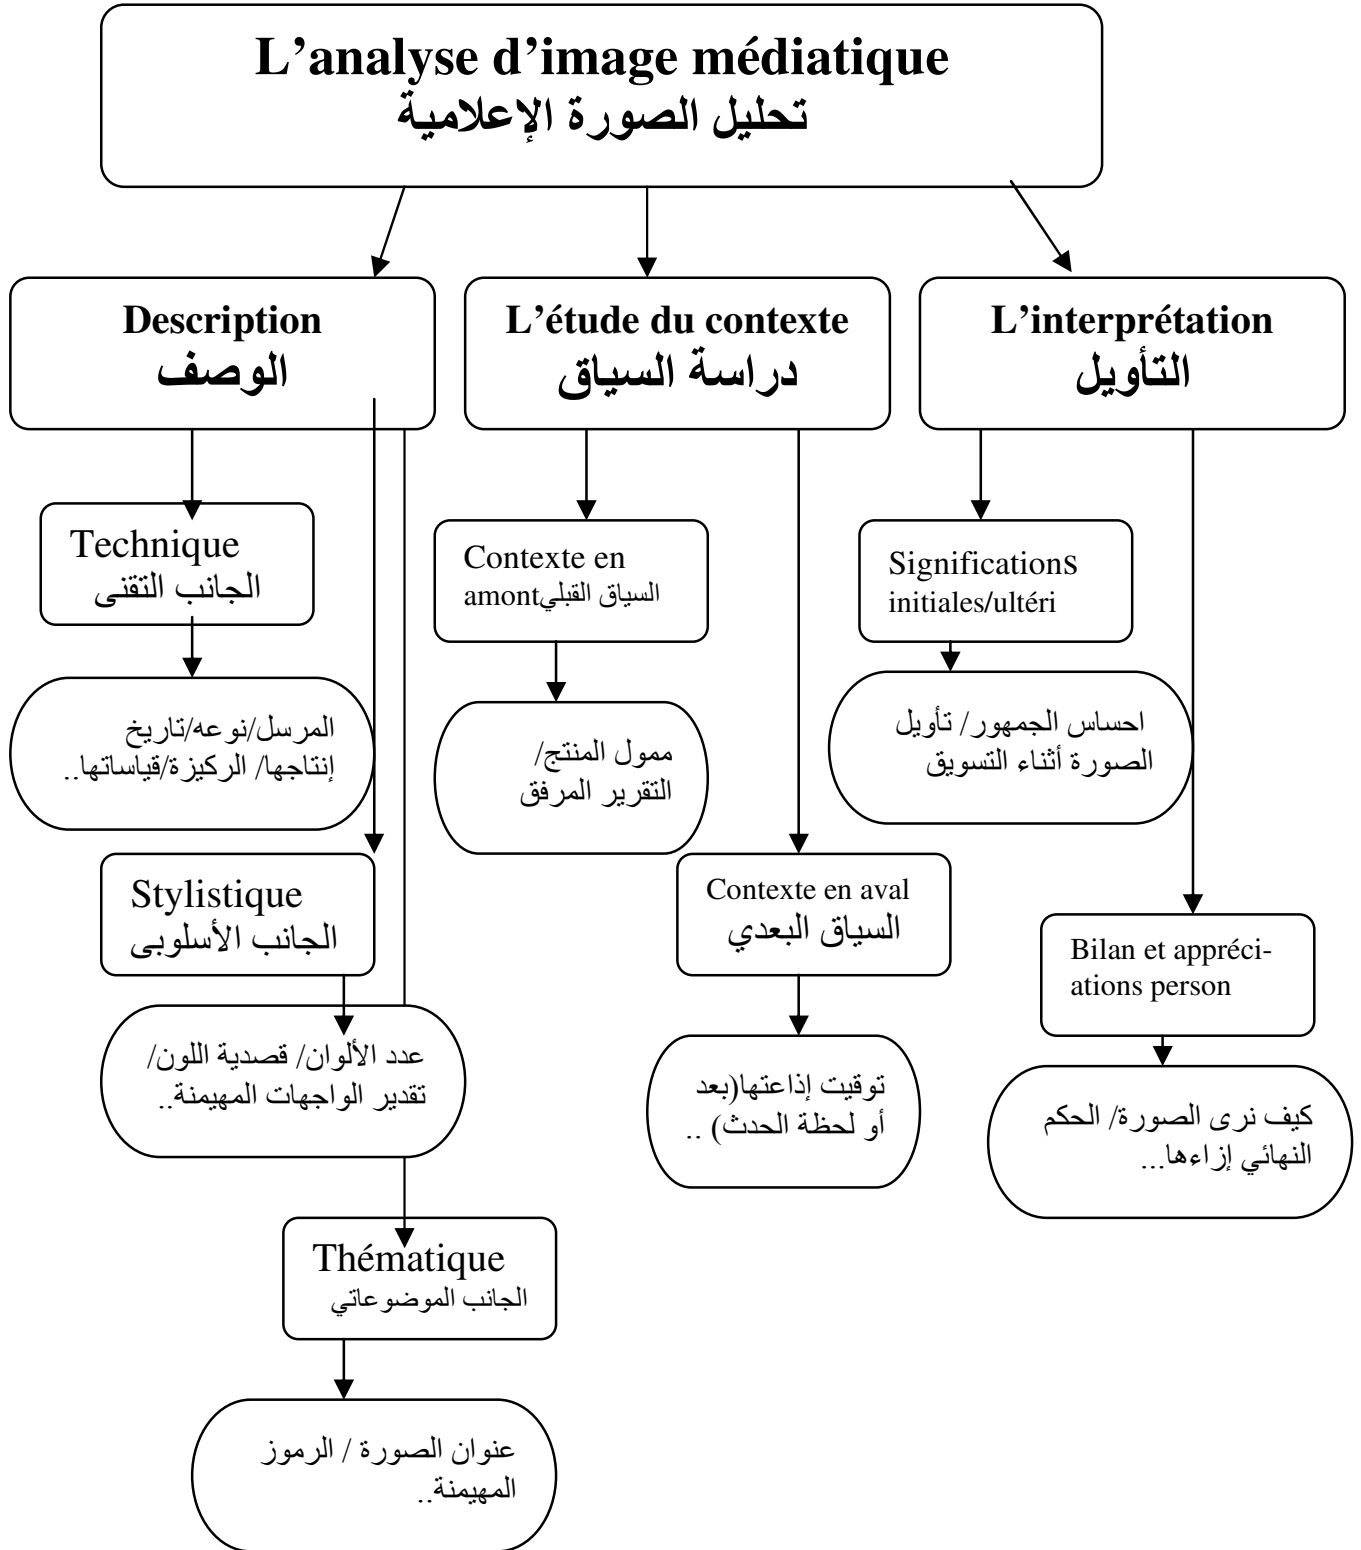 L’analyse d’image médiatique
تحليل الصورة الإعلامية
Description
الوصف
L’étude du contexte
دراسة السياق
L’interprétation
التأويل
Technique
الجانب التقنى
Contexte en
amontالسياق القبلي
Significations
initiales/ultéri
المرسل/نوعه/تاريخ
إنتاجها/ الركيزة/قياساتها..
ممول المنتج/
التقرير المرفق
احساس الجمهور/ تأويل
الصورة أثناء التسويق
Stylistique
الجانب الأسلوبى
Contexte en aval
السياق البعدي
Bilan et appréci-
ations person
عدد الألوان/ قصدية اللون/
تقدير الواجهات المهيمنة..
توقيت إذاعتها(بعد
أو لحظة الحدث) ..
كيف نرى الصورة/ الحكم
النهائي إزاءها...
Thématique
الجانب الموضوعاتي
عنوان الصورة / الرموز
المهيمنة..